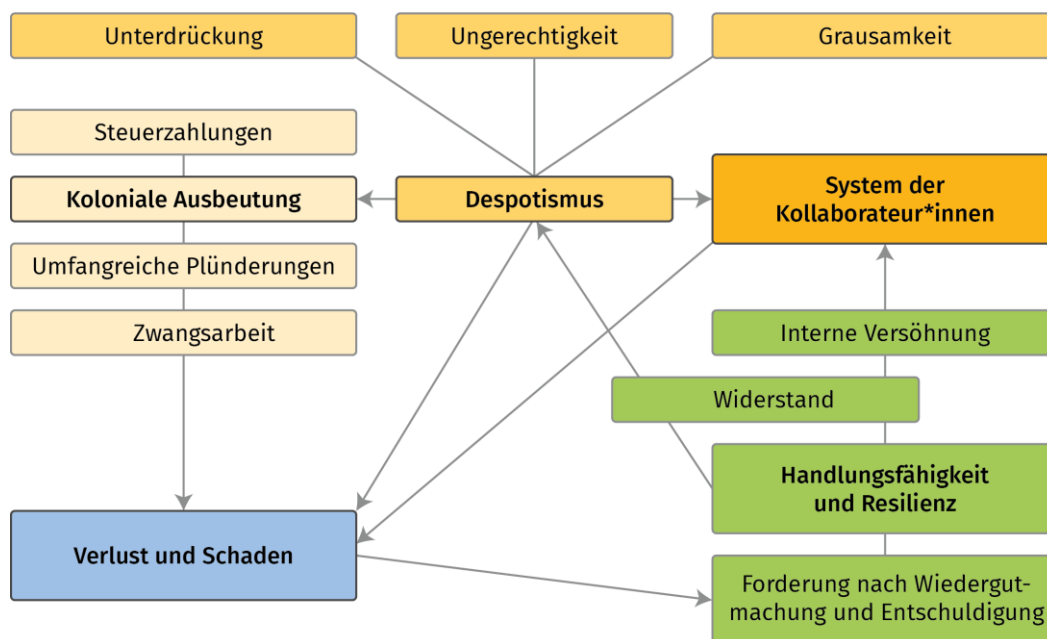 Unterdrückung
Ungerechtigkeit
Grausamkeit
Steuerzahlungen
Koloniale Ausbeutung
Despotismus
System der
Kollaborateur*innen
Umfangreiche Plünderungen
Zwangsarbeit
Interne Versöhnung
Widerstand
Handlungsfähigkeit
und Resilienz
Verlust und Schaden
Forderung nach Wiedergut-
machung und Entschuldigung